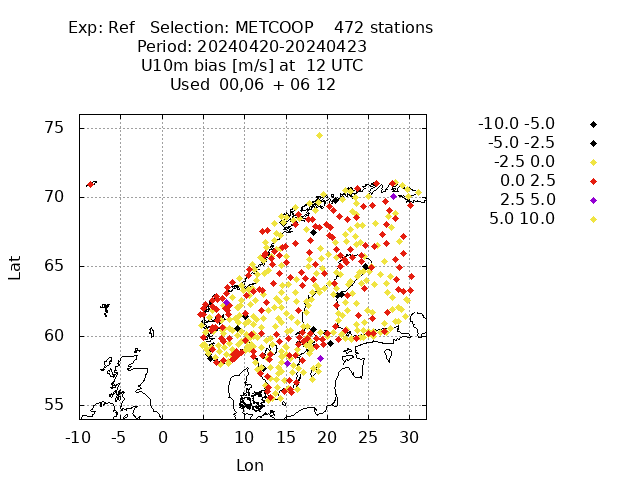 Exp: Ref   Selection: METCOOP    472 stations
Period: 20240420-20240423
U10m bias [m/s] at  12 UTC
Used  00,06  + 06 12
-10.0 -5.0
-5.0 -2.5
-2.5 0.0
0.0 2.5
2.5 5.0
5.0 10.0
75
70
65
60
55
Lat
-10 -5 0 5 10 15 20 25 30
Lon